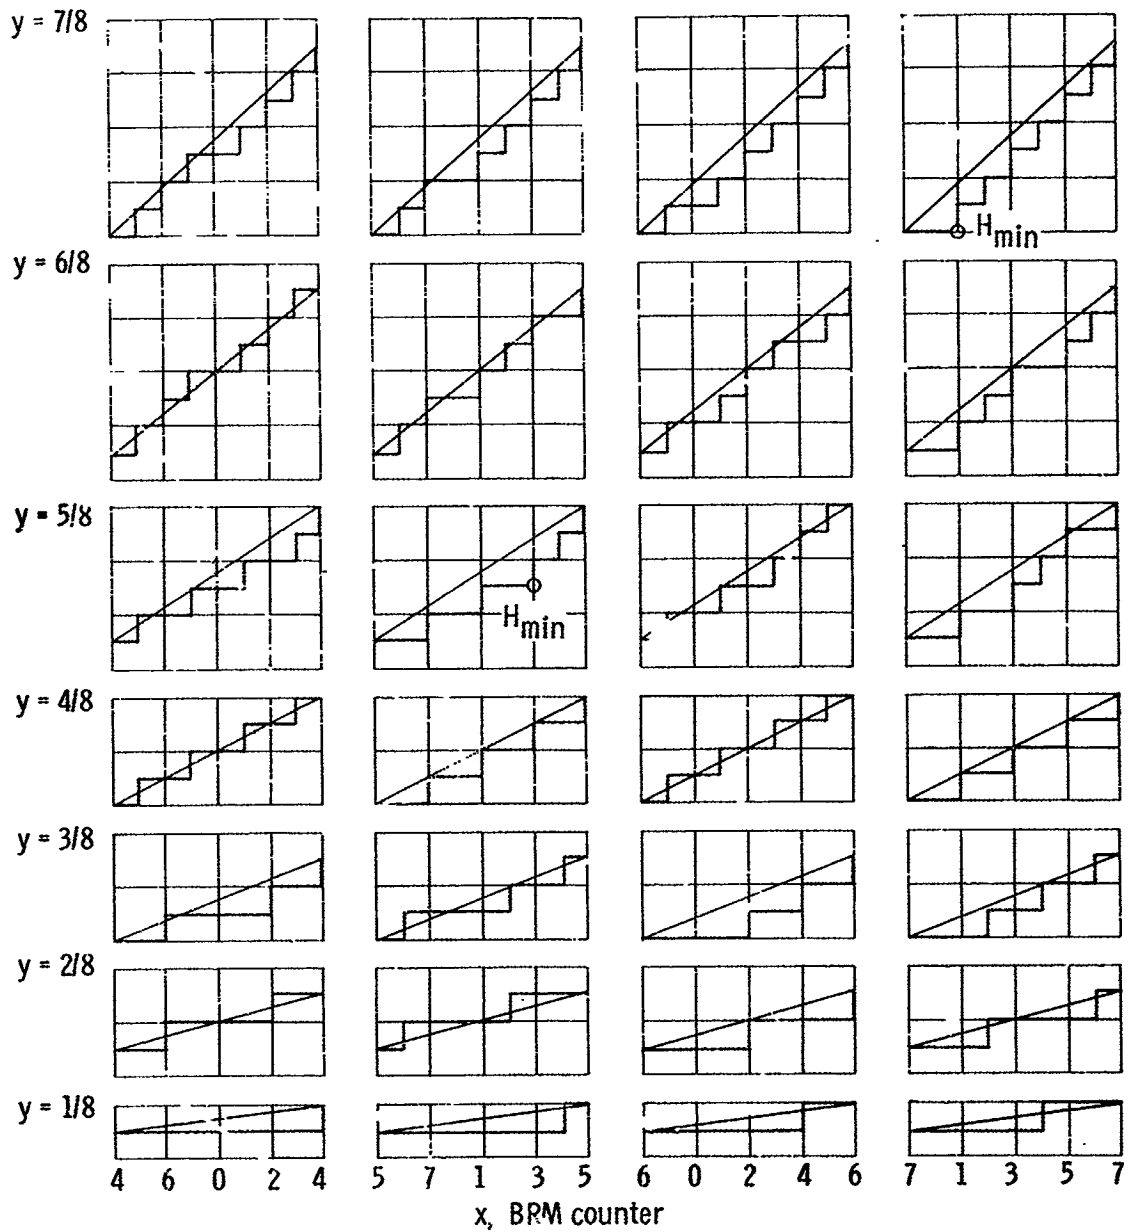 y = 7/8
H min
y = 6/8
y = 5/8
H min
y = 4/8
y = 3/8
y = 2/8
y = 1/8
4 6 0 2 4 5 7 1 3 5 6 0 2 4 6 7 1 3 5 7
x, BRM counter